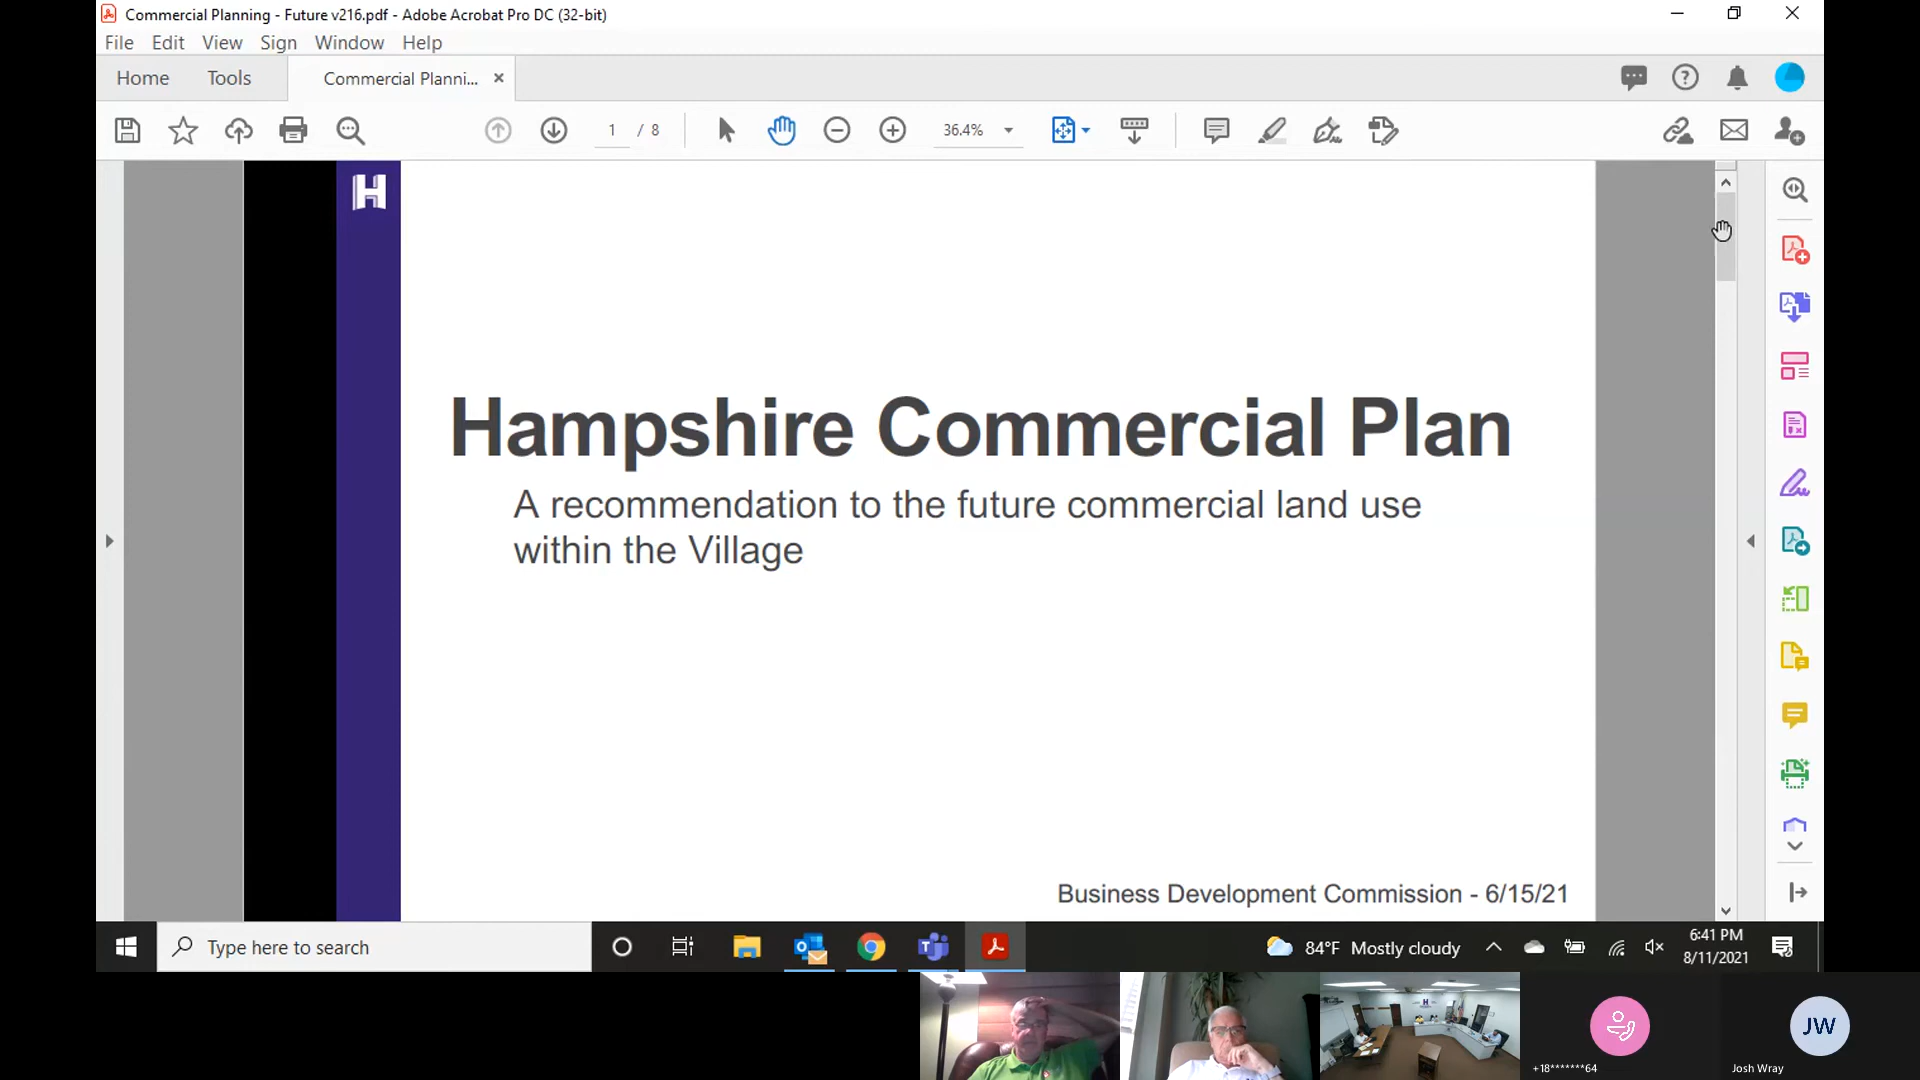 Commercial Planning - Future v216.pdf - Adobe Acrobat Pro DC (32-bit)
File Edit View Sign Window Help
Home Tools Commercial Planni... ×
1 / 8 36.4%
H
Hampshire Commercial Plan
A recommendation to the future commercial land use
within the Village
Business Development Commission - 6/15/21
Type here to search
84°F Mostly cloudy
6:41 PM
8/11/2021
H
JW
+18*******64
Josh Wray